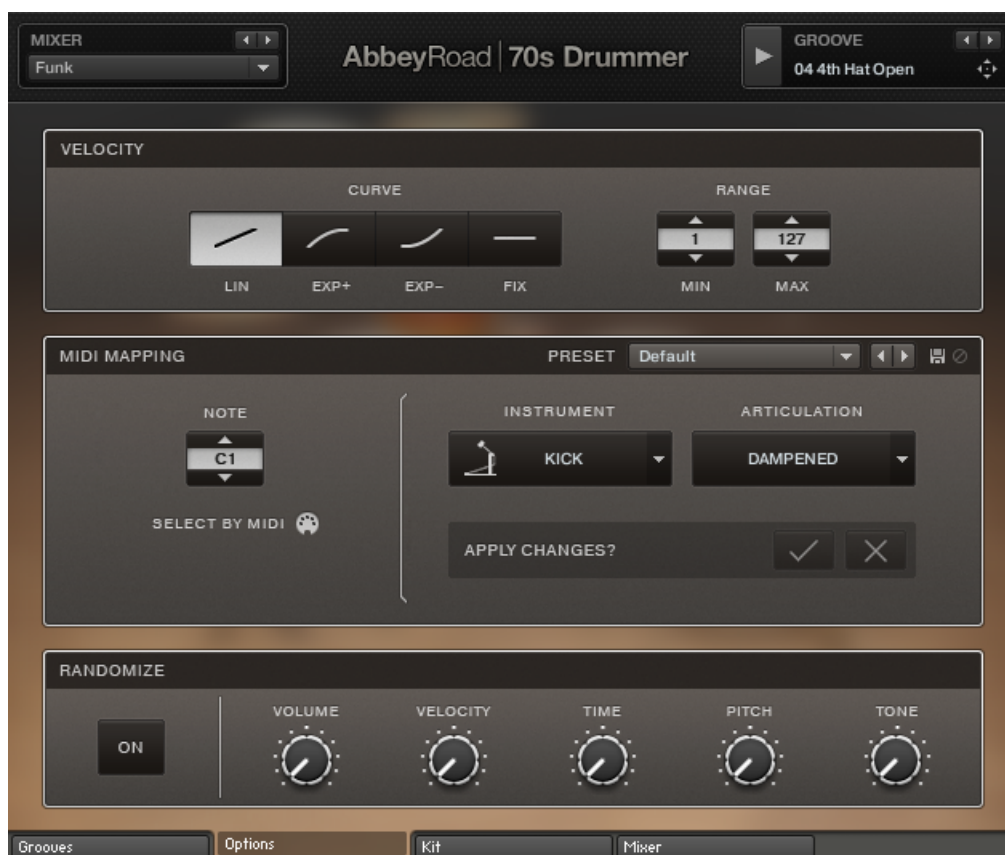 MIXER
Funk
AbbeyRoad | 70s Drummer
GROOVE
04 4th Hat Open
VELOCITY
CURVE
RANGE
1
127
LIN
EXP+
EXP-
FIX
MIN
MAX
MIDI MAPPING
PRESET
Default
NOTE
C1
SELECT BY MIDI
INSTRUMENT
ARTICULATION
KICK
DAMPENED
APPLY CHANGES?
RANDOMIZE
ON
VOLUME
VELOCITY
TIME
PITCH
TONE
Grooves
Options
Kit
Mixer